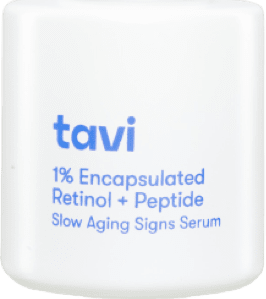 tavi
1% Encapsulated
Retinol + Peptide
Slow Aging Signs Serum